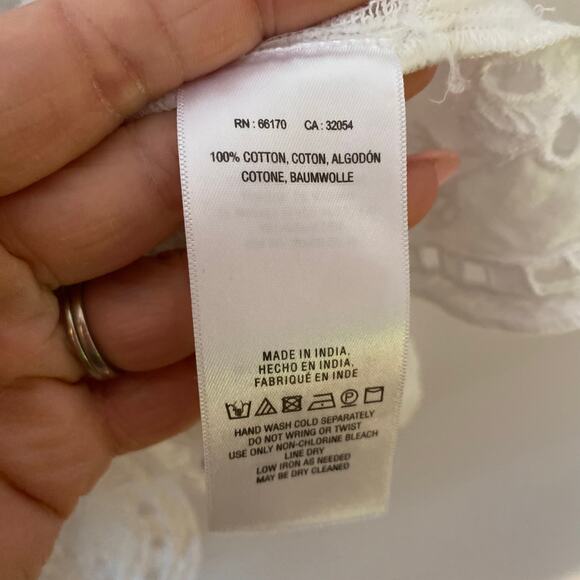 RN : 66170 CA : 32054
100% COTTON, COTON, ALGODÓN
COTONE, BAUMWOLLE
MADE IN INDIA,
HECHO EN INDIA,
FABRIQUÉ EN INDE
HAND WASH COLD SEPARATELY
DO NOT WRING OR TWIST
USE ONLY NON-CHLORINE BLEACH
LINE DRY
LOW IRON AS NEEDED
MAY BE DRY CLEANED